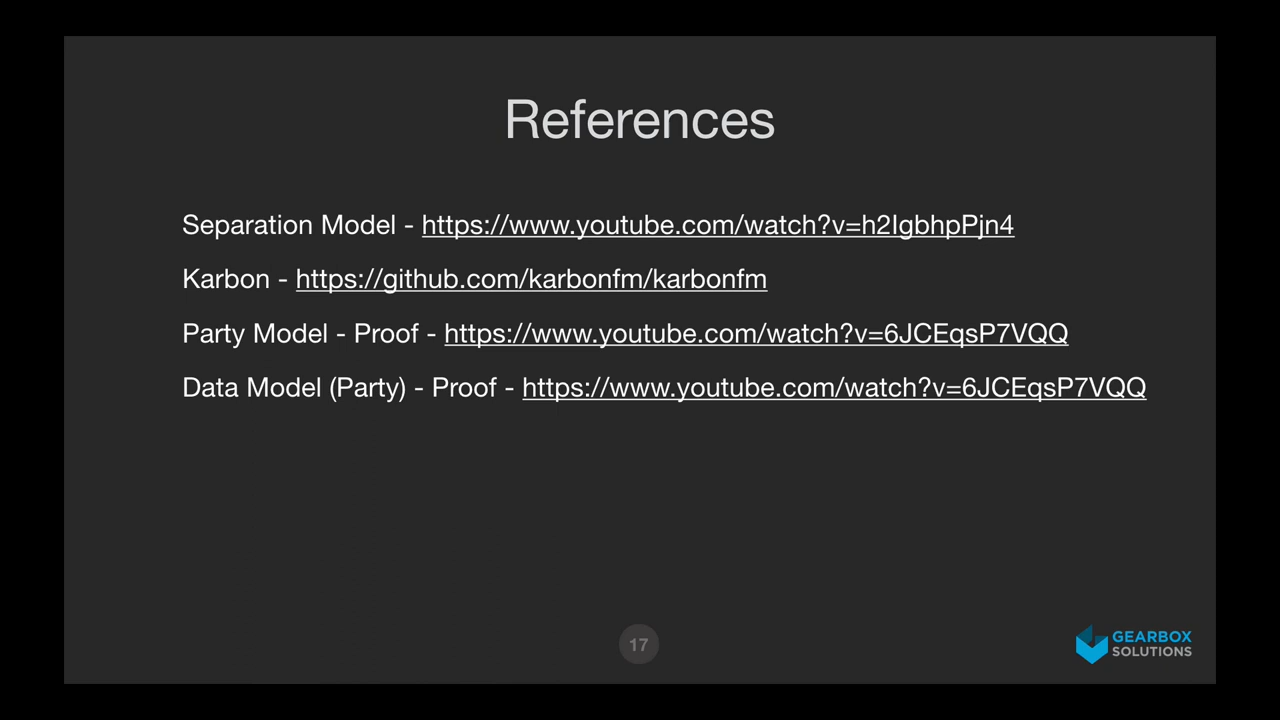 References
Separation Model - https://www.youtube.com/watch?v=h2IgbhpPjn4
Karbon - https://github.com/karbonfm/karbonfm
Party Model - Proof - https://www.youtube.com/watch?v=6JCEqsP7VQQ
Data Model (Party) - Proof - https://www.youtube.com/watch?v=6JCEqsP7VQQ
17
GEARBOX
SOLUTIONS